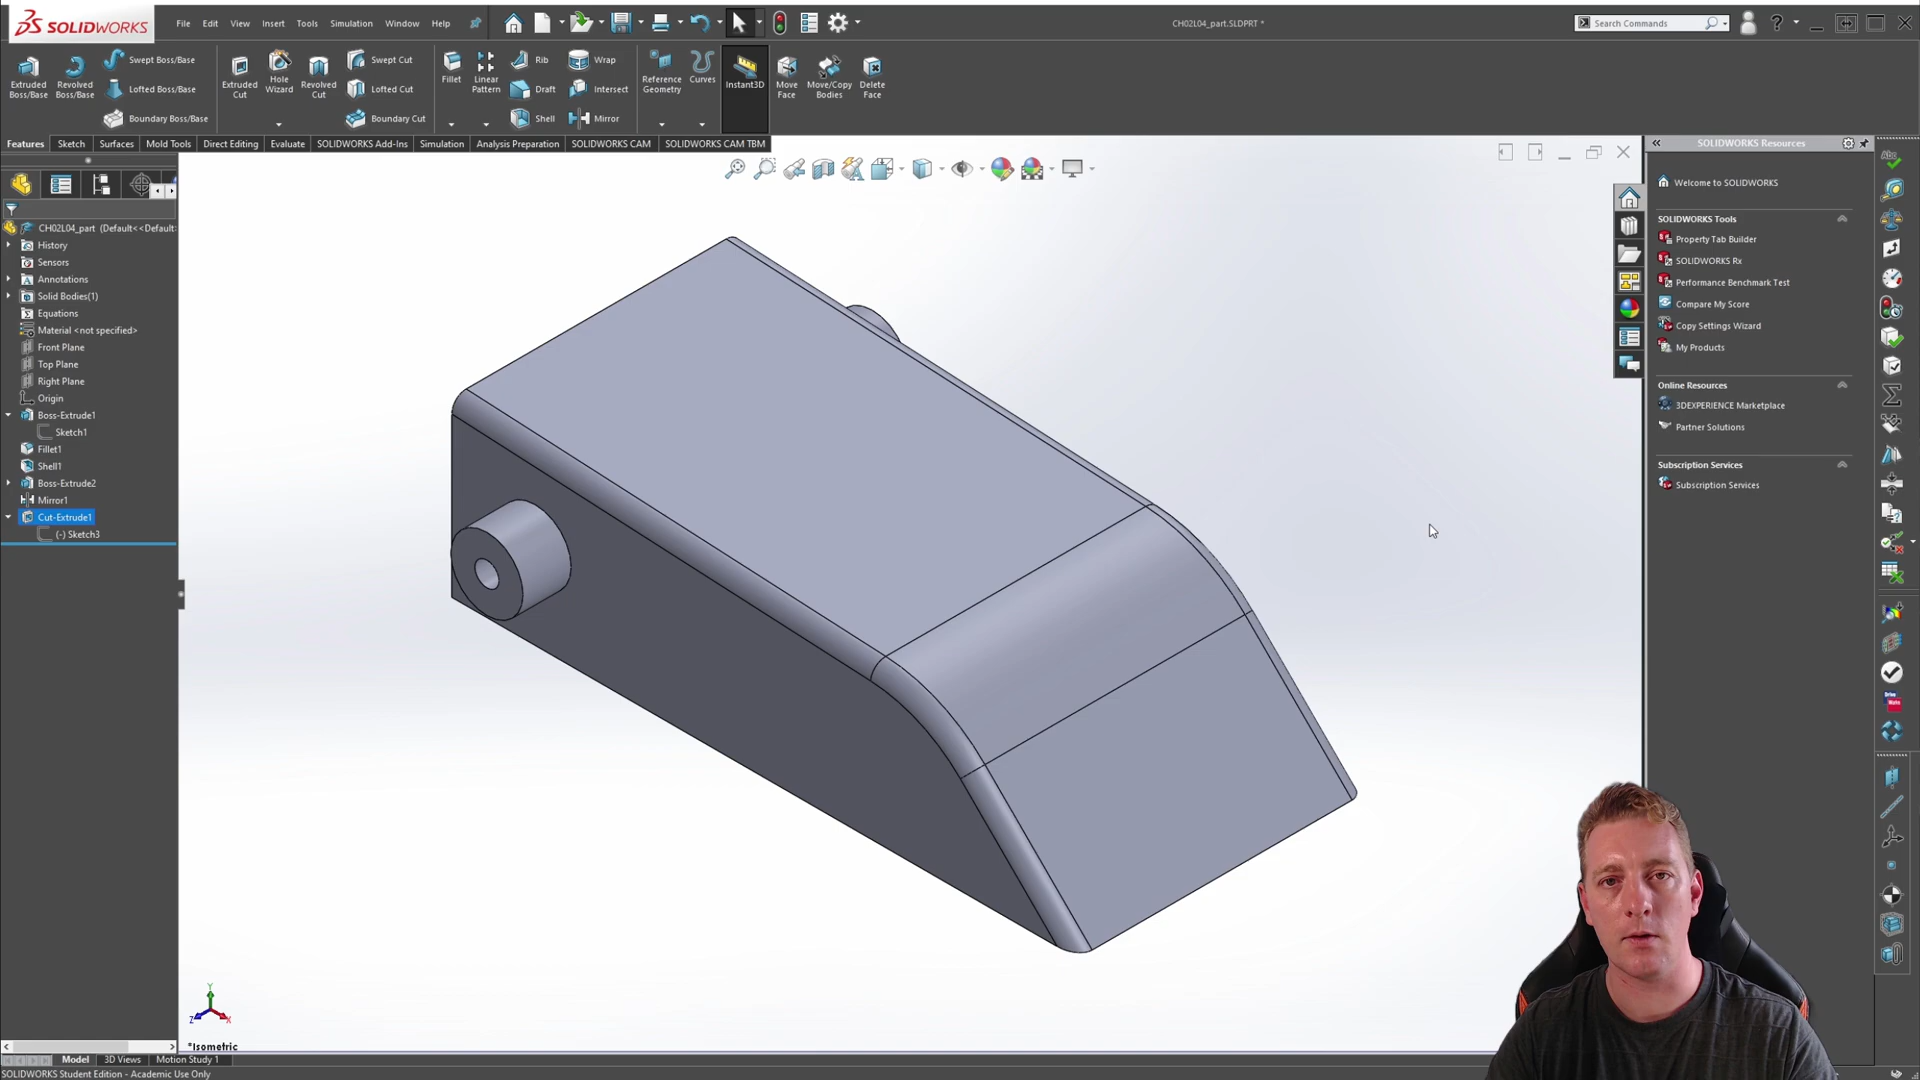 SOLIDWORKS
File Edit View Insert Tools Simulation Window Help
CH02L04_part.SLDPRT *
Search Commands
Extruded Boss/Base
Revolved Boss/Base
Swept Boss/Base
Lofted Boss/Base
Boundary Boss/Base
Extruded Cut
Hole Wizard
Revolved Cut
Swept Cut
Lofted Cut
Boundary Cut
Fillet
Linear Pattern
Rib
Draft
Shell
Wrap
Intersect
Mirror
Reference Geometry
Curves
Instant3D
Move Face
Move/Copy Bodies
Delete Face
Features Sketch Surfaces Mold Tools Direct Editing Evaluate SOLIDWORKS Add-Ins Simulation Analysis Preparation SOLIDWORKS CAM SOLIDWORKS CAM TBM
CH02L04_part (Default<<Default
History
Sensors
Annotations
Solid Bodies(1)
Equations
Material <not specified>
Front Plane
Top Plane
Right Plane
Origin
Boss-Extrude1
Sketch1
Fillet1
Shell1
Boss-Extrude2
Mirror1
Cut-Extrude1
(-) Sketch3
SOLIDWORKS Resources
Welcome to SOLIDWORKS
SOLIDWORKS Tools
Property Tab Builder
SOLIDWORKS Rx
Performance Benchmark Test
Compare My Score
Copy Settings Wizard
My Products
Online Resources
3DEXPERIENCE Marketplace
Partner Solutions
Subscription Services
Subscription Services
Y
Z
X
*Isometric
Model 3D Views Motion Study 1
SOLIDWORKS Student Edition - Academic Use Only